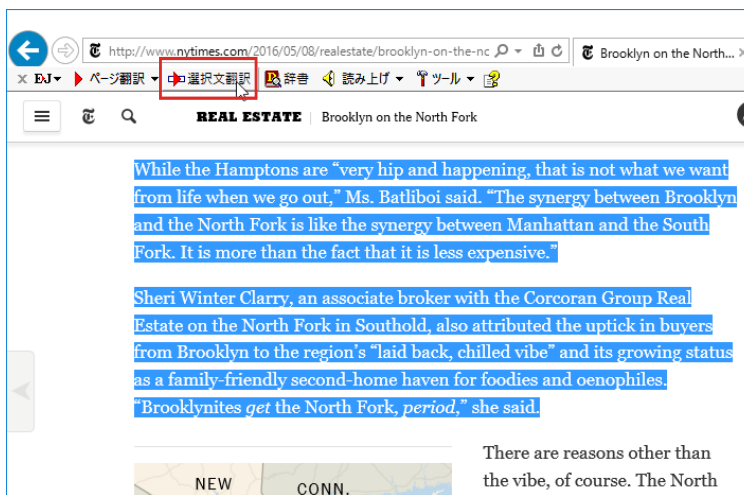 http://www.nytimes.com/2016/05/08/realestate/brooklyn-on-the-nc
Brooklyn on the North...
EJ ページ翻訳 選択文翻訳 辞書 読み上げ ツール
REAL ESTATE | Brooklyn on the North Fork
While the Hamptons are “very hip and happening, that is not what we want
from life when we go out,” Ms. Batliboi said. “The synergy between Brooklyn
and the North Fork is like the synergy between Manhattan and the South
Fork. It is more than the fact that it is less expensive.”
Sheri Winter Clarry, an associate broker with the Corcoran Group Real
Estate on the North Fork in Southold, also attributed the uptick in buyers
from Brooklyn to the region’s “laid back, chilled vibe” and its growing status
as a family-friendly second-home haven for foodies and oenophiles.
“Brooklynites get the North Fork, period,” she said.
There are reasons other than
the vibe, of course. The North
NEW
CONN.